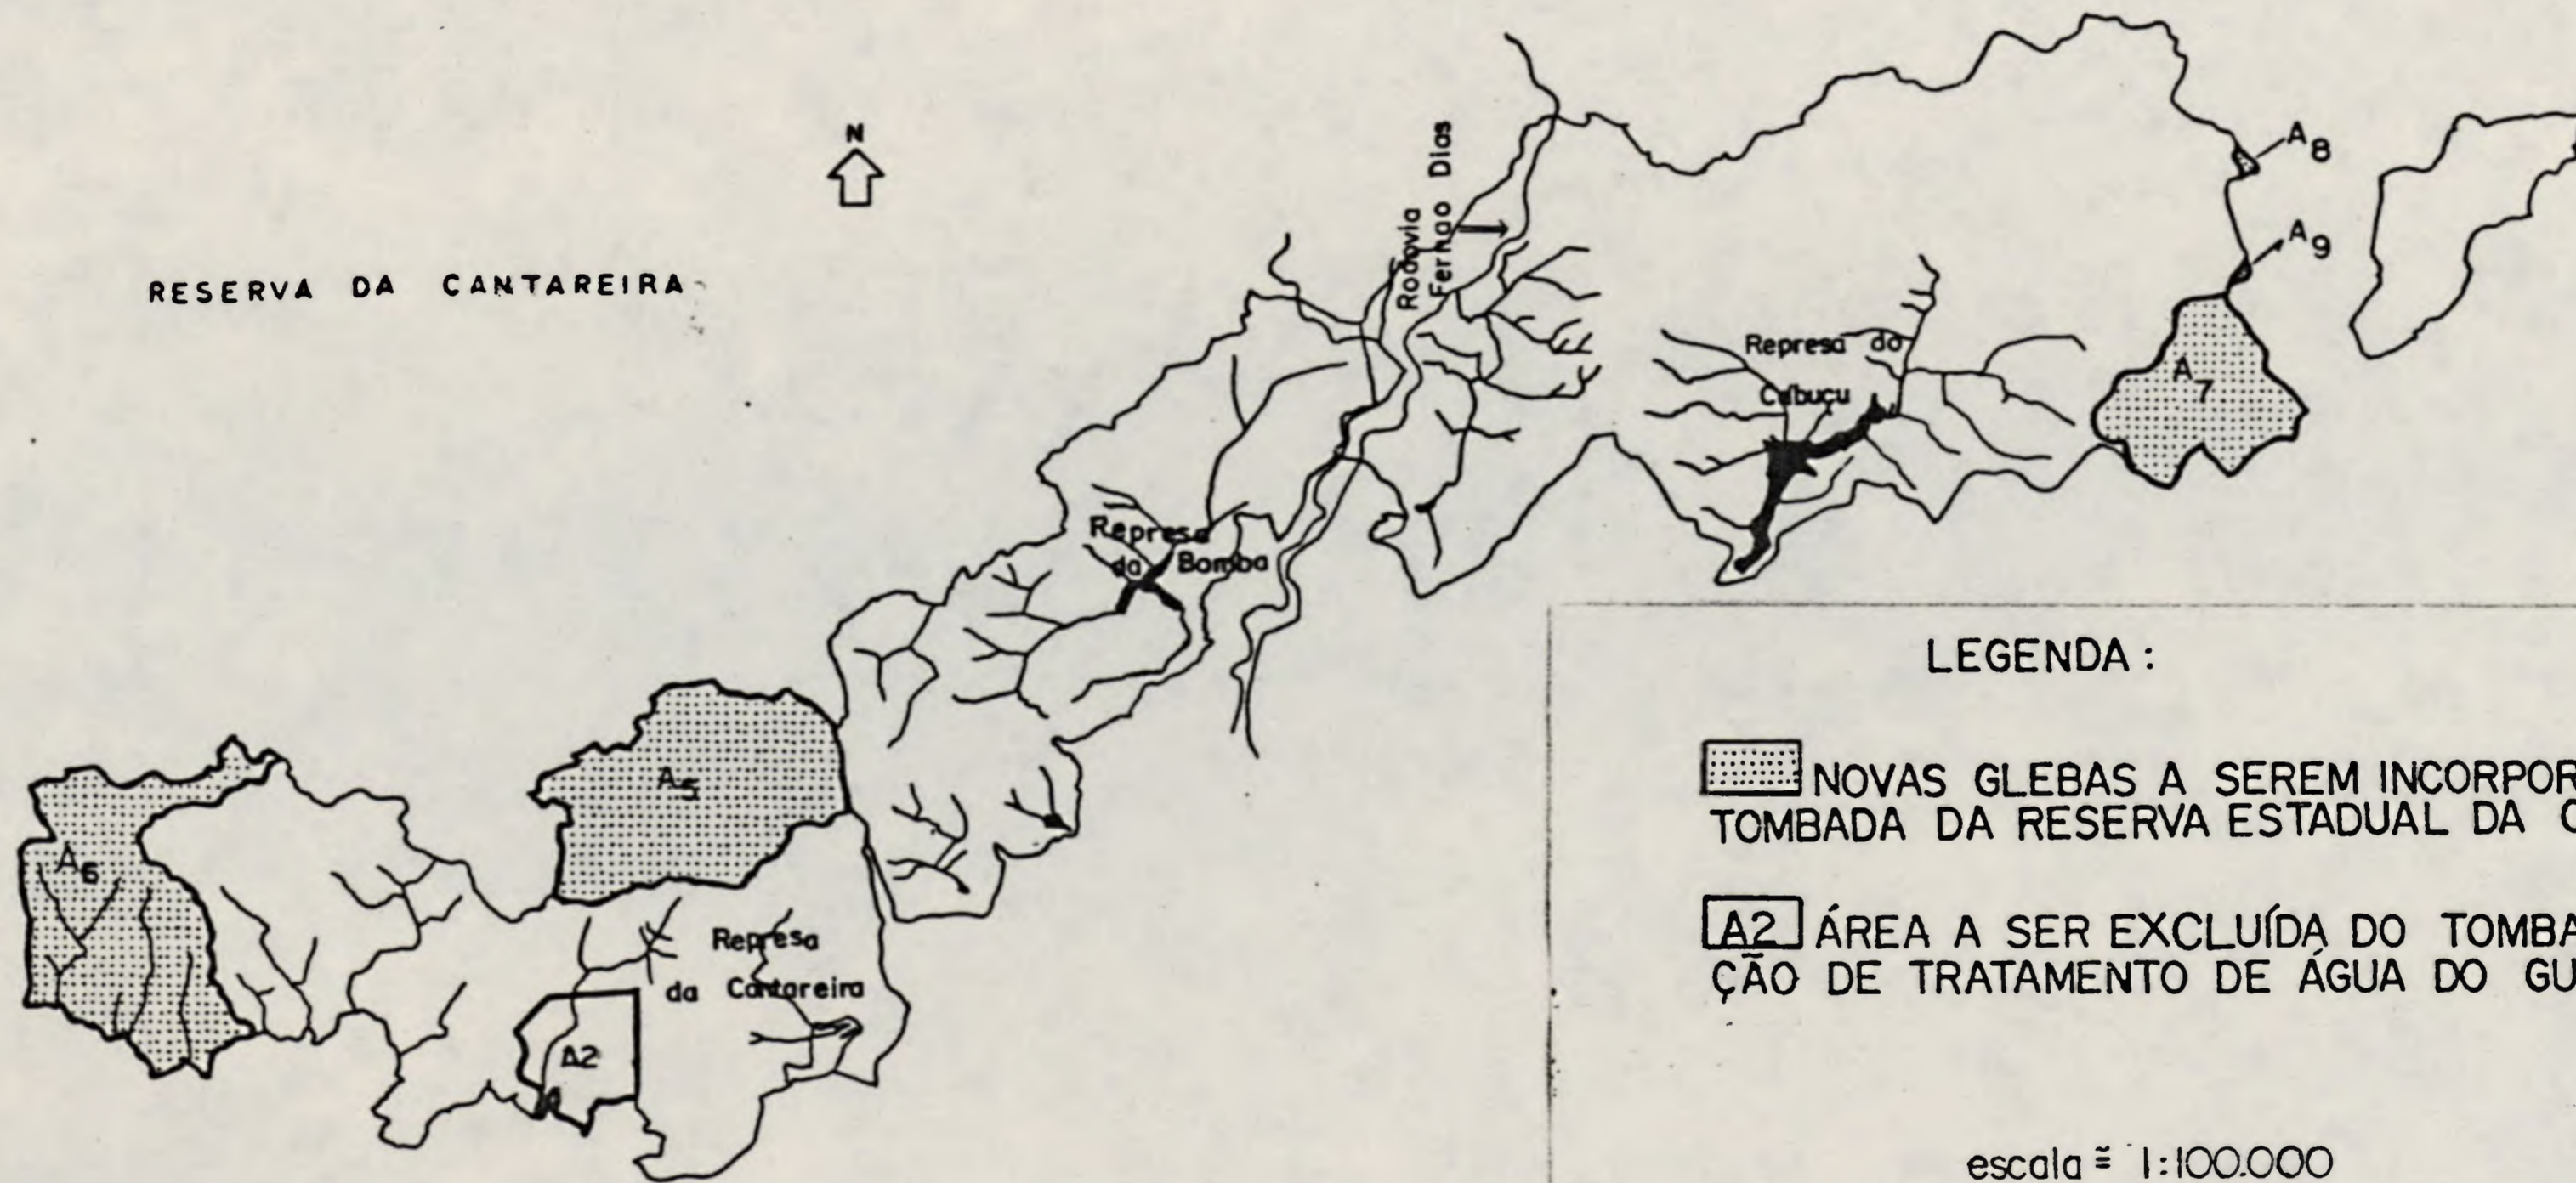 N
RESERVA DA CANTAREIRA
Rodovia
Fernao Dias
A8
A9
Represa do
Cabuçu
A7
Represa
da Bomba
LEGENDA :
A5
NOVAS GLEBAS A SEREM INCORPOR
TOMBADA DA RESERVA ESTADUAL DA C
A6
A2 ÁREA A SER EXCLUÍDA DO TOMBA
ÇÃO DE TRATAMENTO DE ÁGUA DO GU
Represa
da Cantareira
A2
escala ≅ 1:100.000